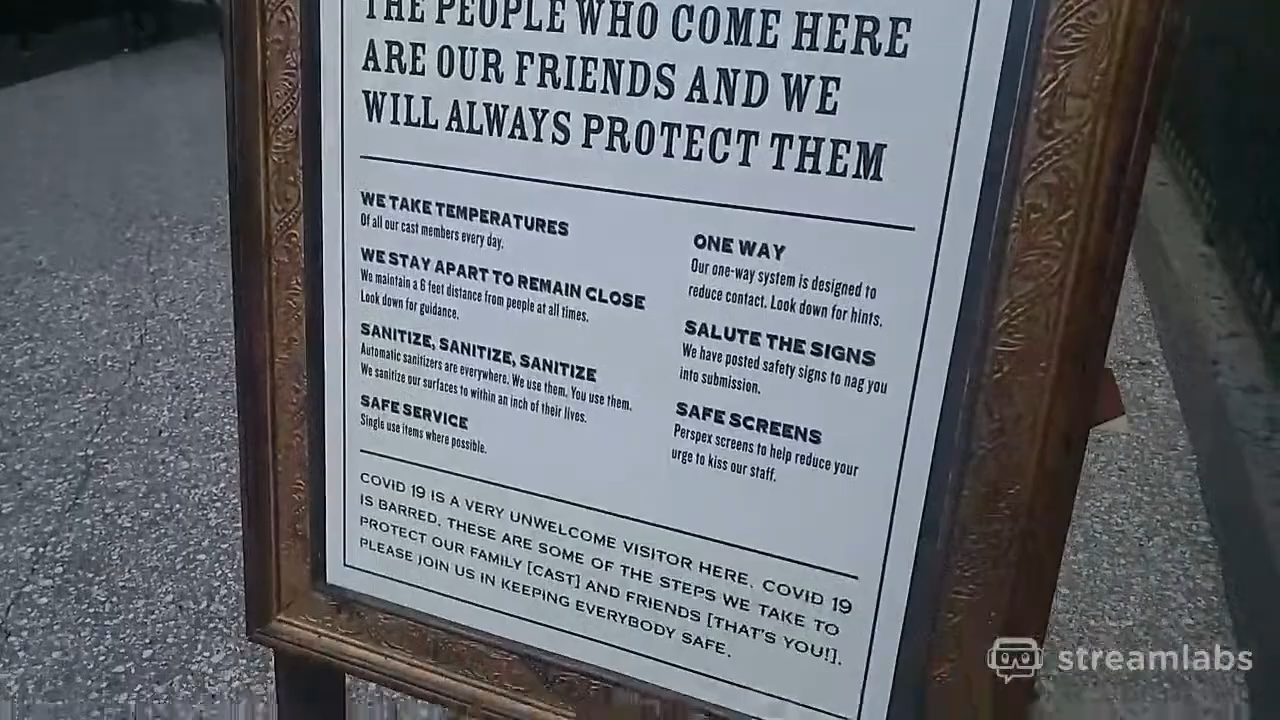 THE PEOPLE WHO COME HERE
ARE OUR FRIENDS AND WE
WILL ALWAYS PROTECT THEM
WE TAKE TEMPERATURES
Of all our cast members every day.
WE STAY APART TO REMAIN CLOSE
We maintain a 6 feet distance from people at all times.
Look down for guidance.
SANITIZE, SANITIZE, SANITIZE
Automatic sanitizers are everywhere. We use them. You use them.
We sanitize our surfaces to within an inch of their lives.
SAFE SERVICE
Single use items where possible.
ONE WAY
Our one-way system is designed to
reduce contact. Look down for hints.
SALUTE THE SIGNS
We have posted safety signs to nag you
into submission.
SAFE SCREENS
Perspex screens to help reduce your
urge to kiss our staff.
COVID 19 IS A VERY UNWELCOME VISITOR HERE. COVID 19
IS BARRED. THESE ARE SOME OF THE STEPS WE TAKE TO
PROTECT OUR FAMILY [CAST] AND FRIENDS [THAT'S YOU!].
PLEASE JOIN US IN KEEPING EVERYBODY SAFE.
streamlabs